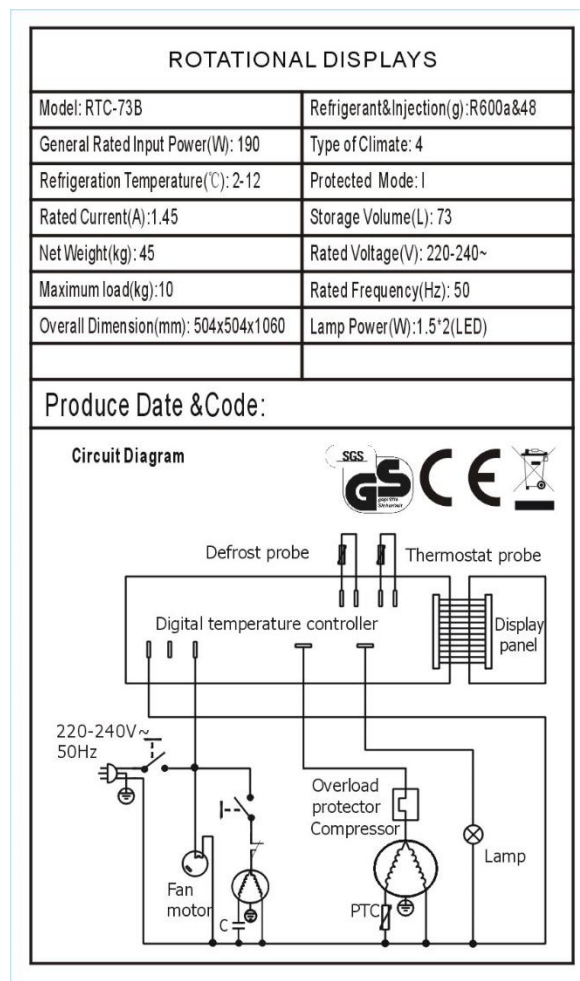 ROTATIONAL DISPLAYS
Model: RTC-73B
Refrigerant&Injection(g):R600a&48
General Rated Input Power(W): 190
Type of Climate: 4
Refrigeration Temperature(℃): 2-12
Protected Mode: I
Rated Current(A):1.45
Storage Volume(L): 73
Net Weight(kg): 45
Rated Voltage(V): 220-240~
Maximum load(kg):10
Rated Frequency(Hz): 50
Overall Dimension(mm): 504x504x1060
Lamp Power(W):1.5*2(LED)
Produce Date &Code:
Circuit Diagram
SGS
GS
geprüfte
Sicherheit
CE
Defrost probe
Thermostat probe
Digital temperature controller
Display
panel
220-240V~
50Hz
Overload
protector
Compressor
Lamp
Fan
motor
C
PTC